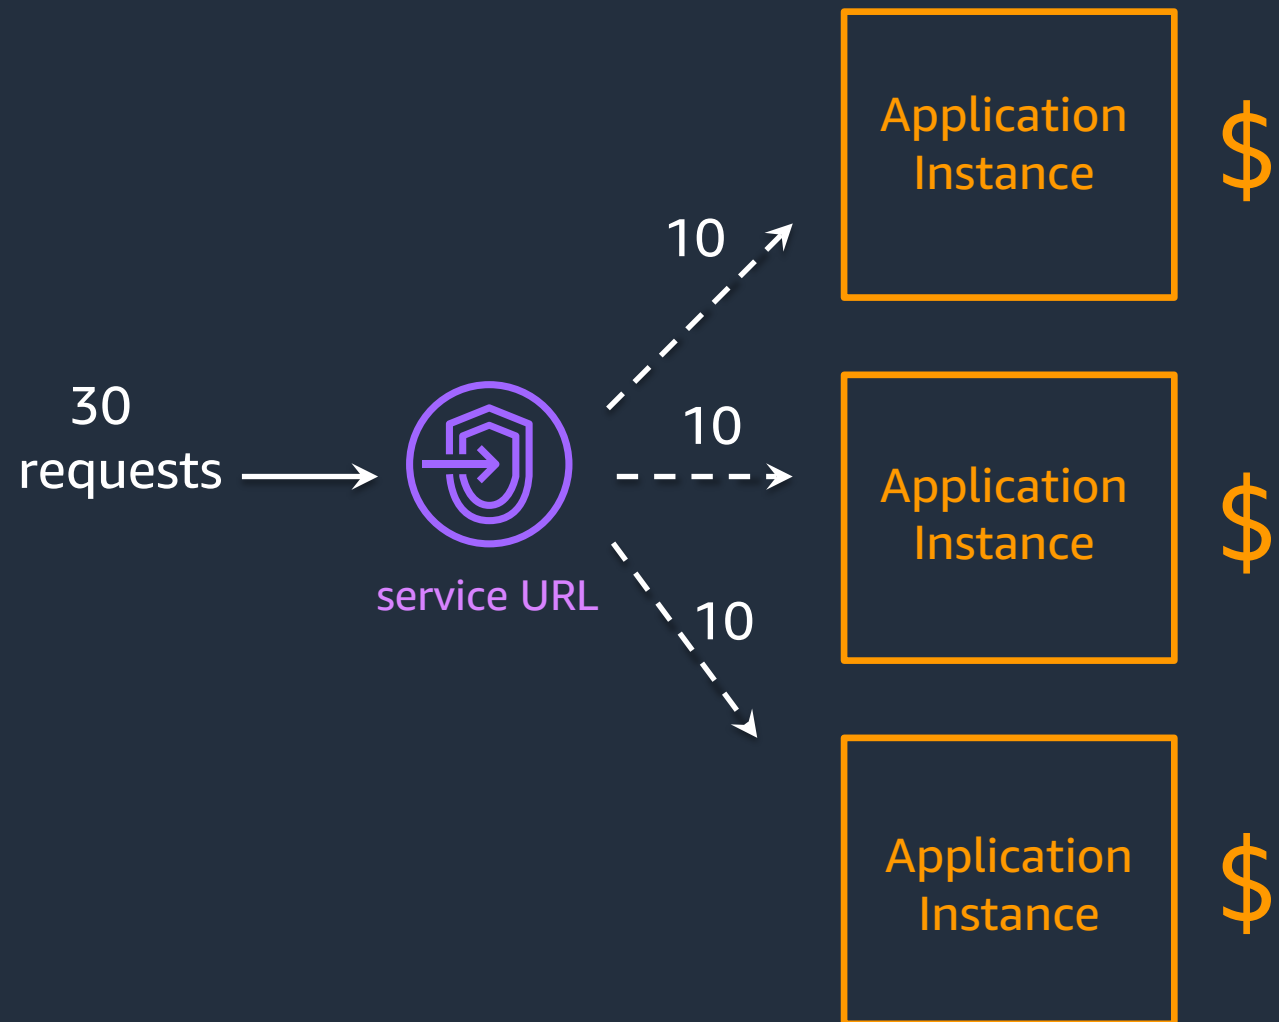 30
requests
service URL
10
10
10
Application
Instance
$
Application
Instance
$
Application
Instance
$